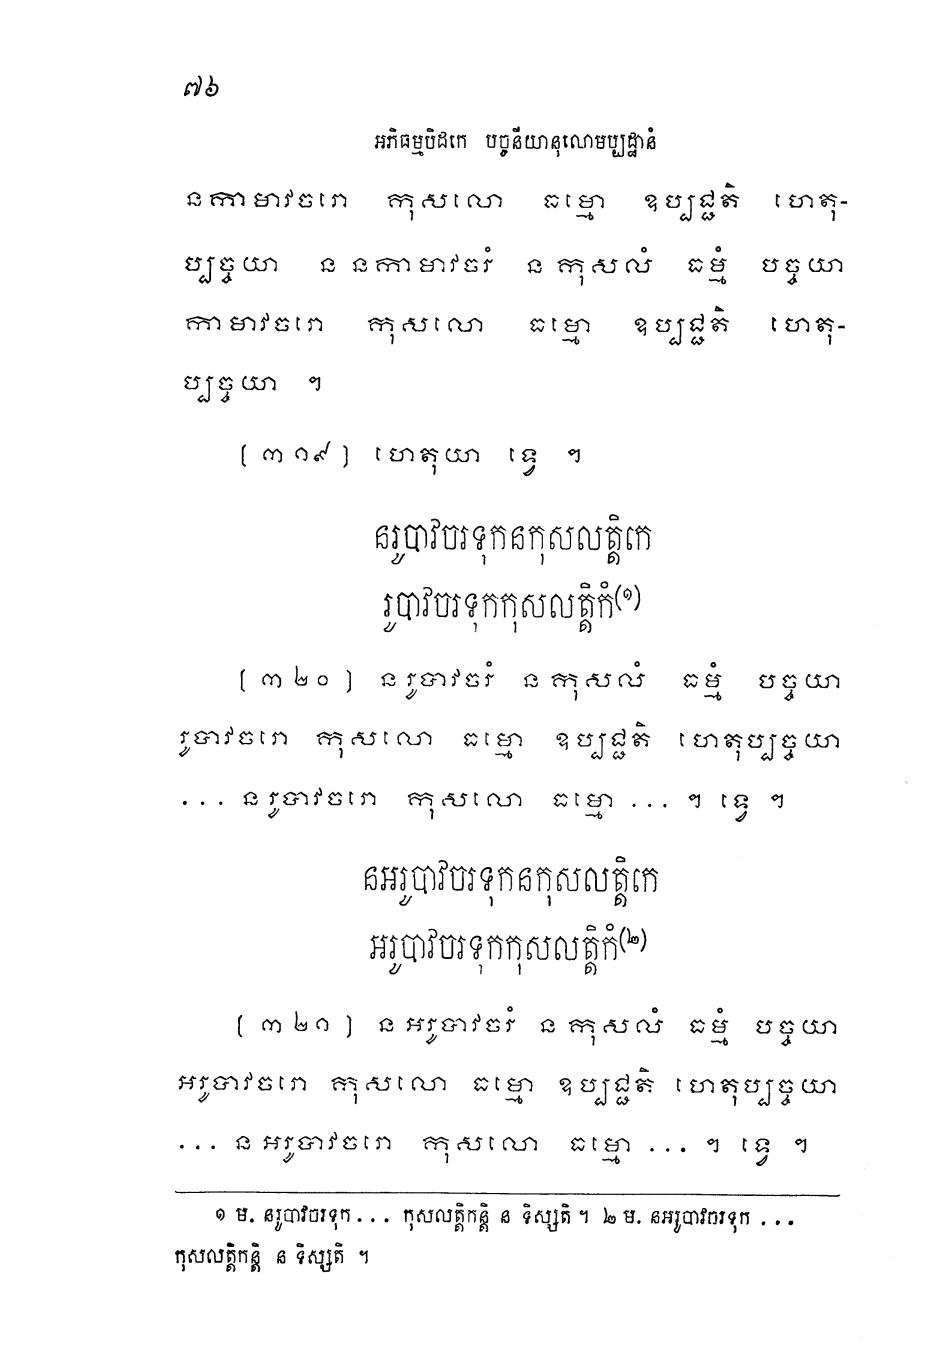 ៧៦
អភិធម្មបិដកេ បច្ចនីយានុលោមប្បដ្ឋានំ
នកាមាវចរោ កុសលោ ធម្មោ ឧប្បជ្ជតិ ហេតុ-
ប្បច្ចយា ន នកាមាវចរំ ន កុសលំ ធម្មំ បច្ចយា
កាមាវចរោ កុសលោ ធម្មោ ឧប្បជ្ជតិ ហេតុ-
ប្បច្ចយា ។
[៣១៩] ហេតុយា ទ្វេ ។
នរូបាវចរទុកនកុសលត្តិកេ
រូបាវចរទុកកុសលត្តិកំ(១)
[៣២០] ន រូបាវចរំ ន កុសលំ ធម្មំ បច្ចយា
រូបាវចរោ កុសលោ ធម្មោ ឧប្បជ្ជតិ ហេតុប្បច្ចយា
... ន រូបាវចរោ កុសលោ ធម្មោ ... ។ ទ្វេ ។
នអរូបាវចរទុកនកុសលត្តិកេ
អរូបាវចរទុកកុសលត្តិកំ(២)
[៣២១] ន អរូបាវចរំ ន កុសលំ ធម្មំ បច្ចយា
អរូបាវចរោ កុសលោ ធម្មោ ឧប្បជ្ជតិ ហេតុប្បច្ចយា
... ន អរូបាវចរោ កុសលោ ធម្មោ ... ។ ទ្វេ ។
១ ម. នរូបាវចរទុក ... កុសលត្តិកន្តិ ន ទិស្សតិ ។ ២ ម. នអរូបាវចរទុក ...
កុសលត្តិកន្តិ ន ទិស្សតិ ។